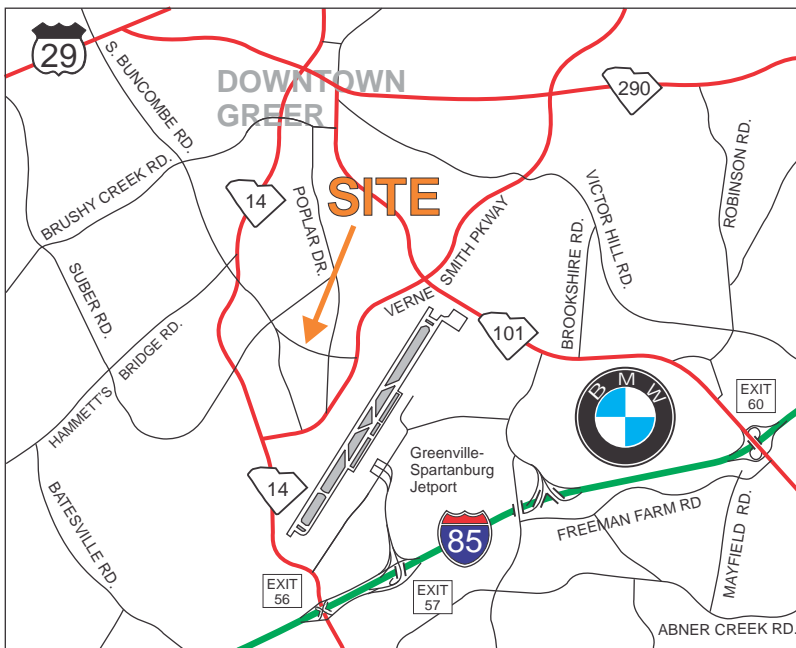 29
S. BUNCOMBE RD.
DOWNTOWN
GREER
290
ROBINSON RD.
BRUSHY CREEK RD.
14
POPLAR DR.
SITE
VICTOR HILL RD.
SUBER RD.
VERNE SMITH PKWAY
BROOKSHIRE RD.
101
HAMMETT'S BRIDGE RD.
BMW
EXIT
60
14
Greenville-
Spartanburg
Jetport
BATESVILLE RD.
85
FREEMAN FARM RD
MAYFIELD RD.
EXIT
56
EXIT
57
ABNER CREEK RD.